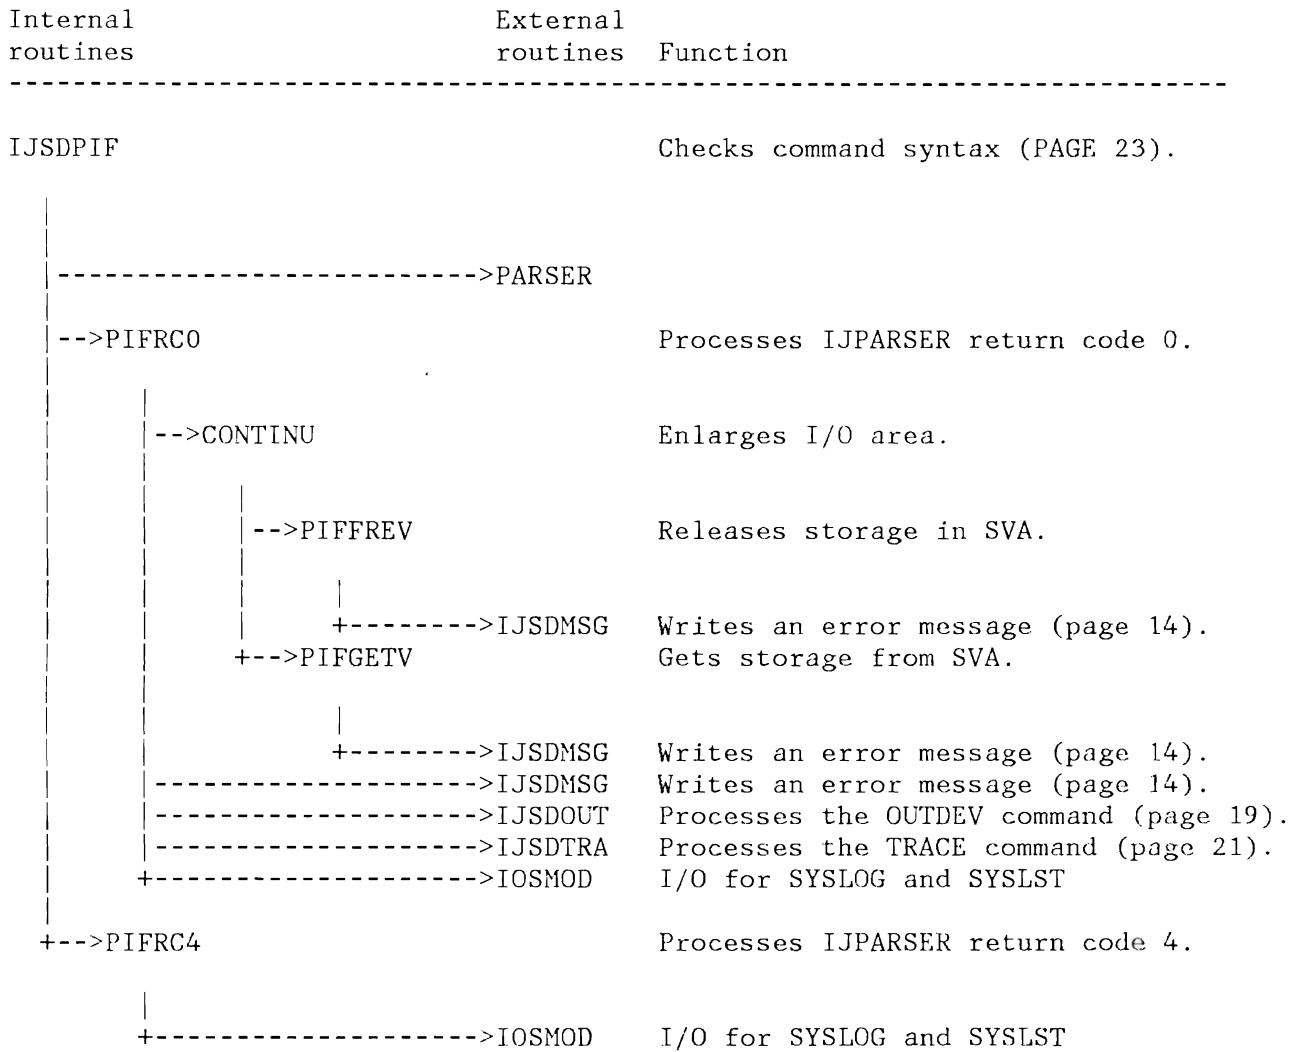 Internal External
routines routines Function
IJSDPIF Checks command syntax (PAGE 23).
-------------------------->PARSER
-->PIFRC0 Processes IJPARSER return code 0.
-->CONTINU Enlarges I/O area.
-->PIFFREV Releases storage in SVA.
+-------->IJSDMSG Writes an error message (page 14).
+-->PIFGETV Gets storage from SVA.
+-------->IJSDMSG Writes an error message (page 14).
-------------------->IJSDMSG Writes an error message (page 14).
-------------------->IJSDOUT Processes the OUTDEV command (page 19).
-------------------->IJSDTRA Processes the TRACE command (page 21).
+-------------------->IOSMOD I/O for SYSLOG and SYSLST
+-->PIFRC4 Processes IJPARSER return code 4.
+-------------------->IOSMOD I/O for SYSLOG and SYSLST